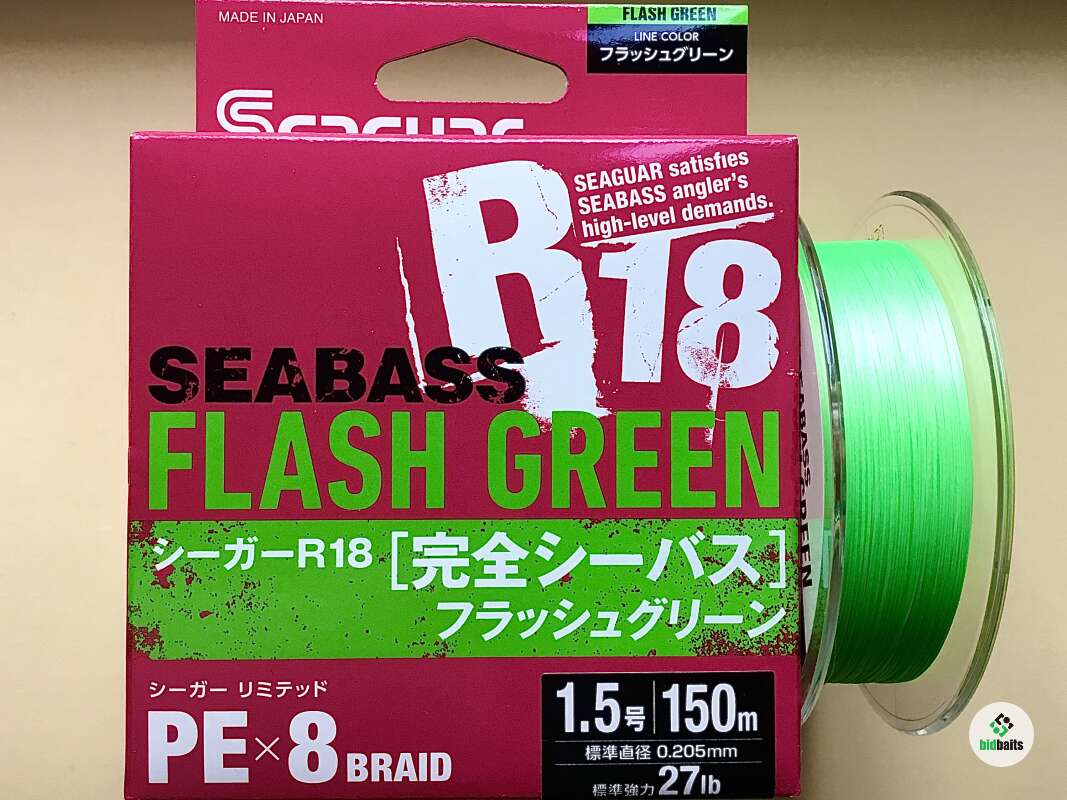 MADE IN JAPAN
FLASH GREEN
LINE COLOR
フラッシュグリーン
Seaguar
R18
SEAGUAR satisfies
SEABASS angler's
high-level demands.
SEABASS
FLASH GREEN
シーガーR18 [完全シーバス]
フラッシュグリーン
シーガー リミテッド
PE×8 BRAID
1.5号 150m
標準直径 0.205mm
標準強力 27lb
bidbaits